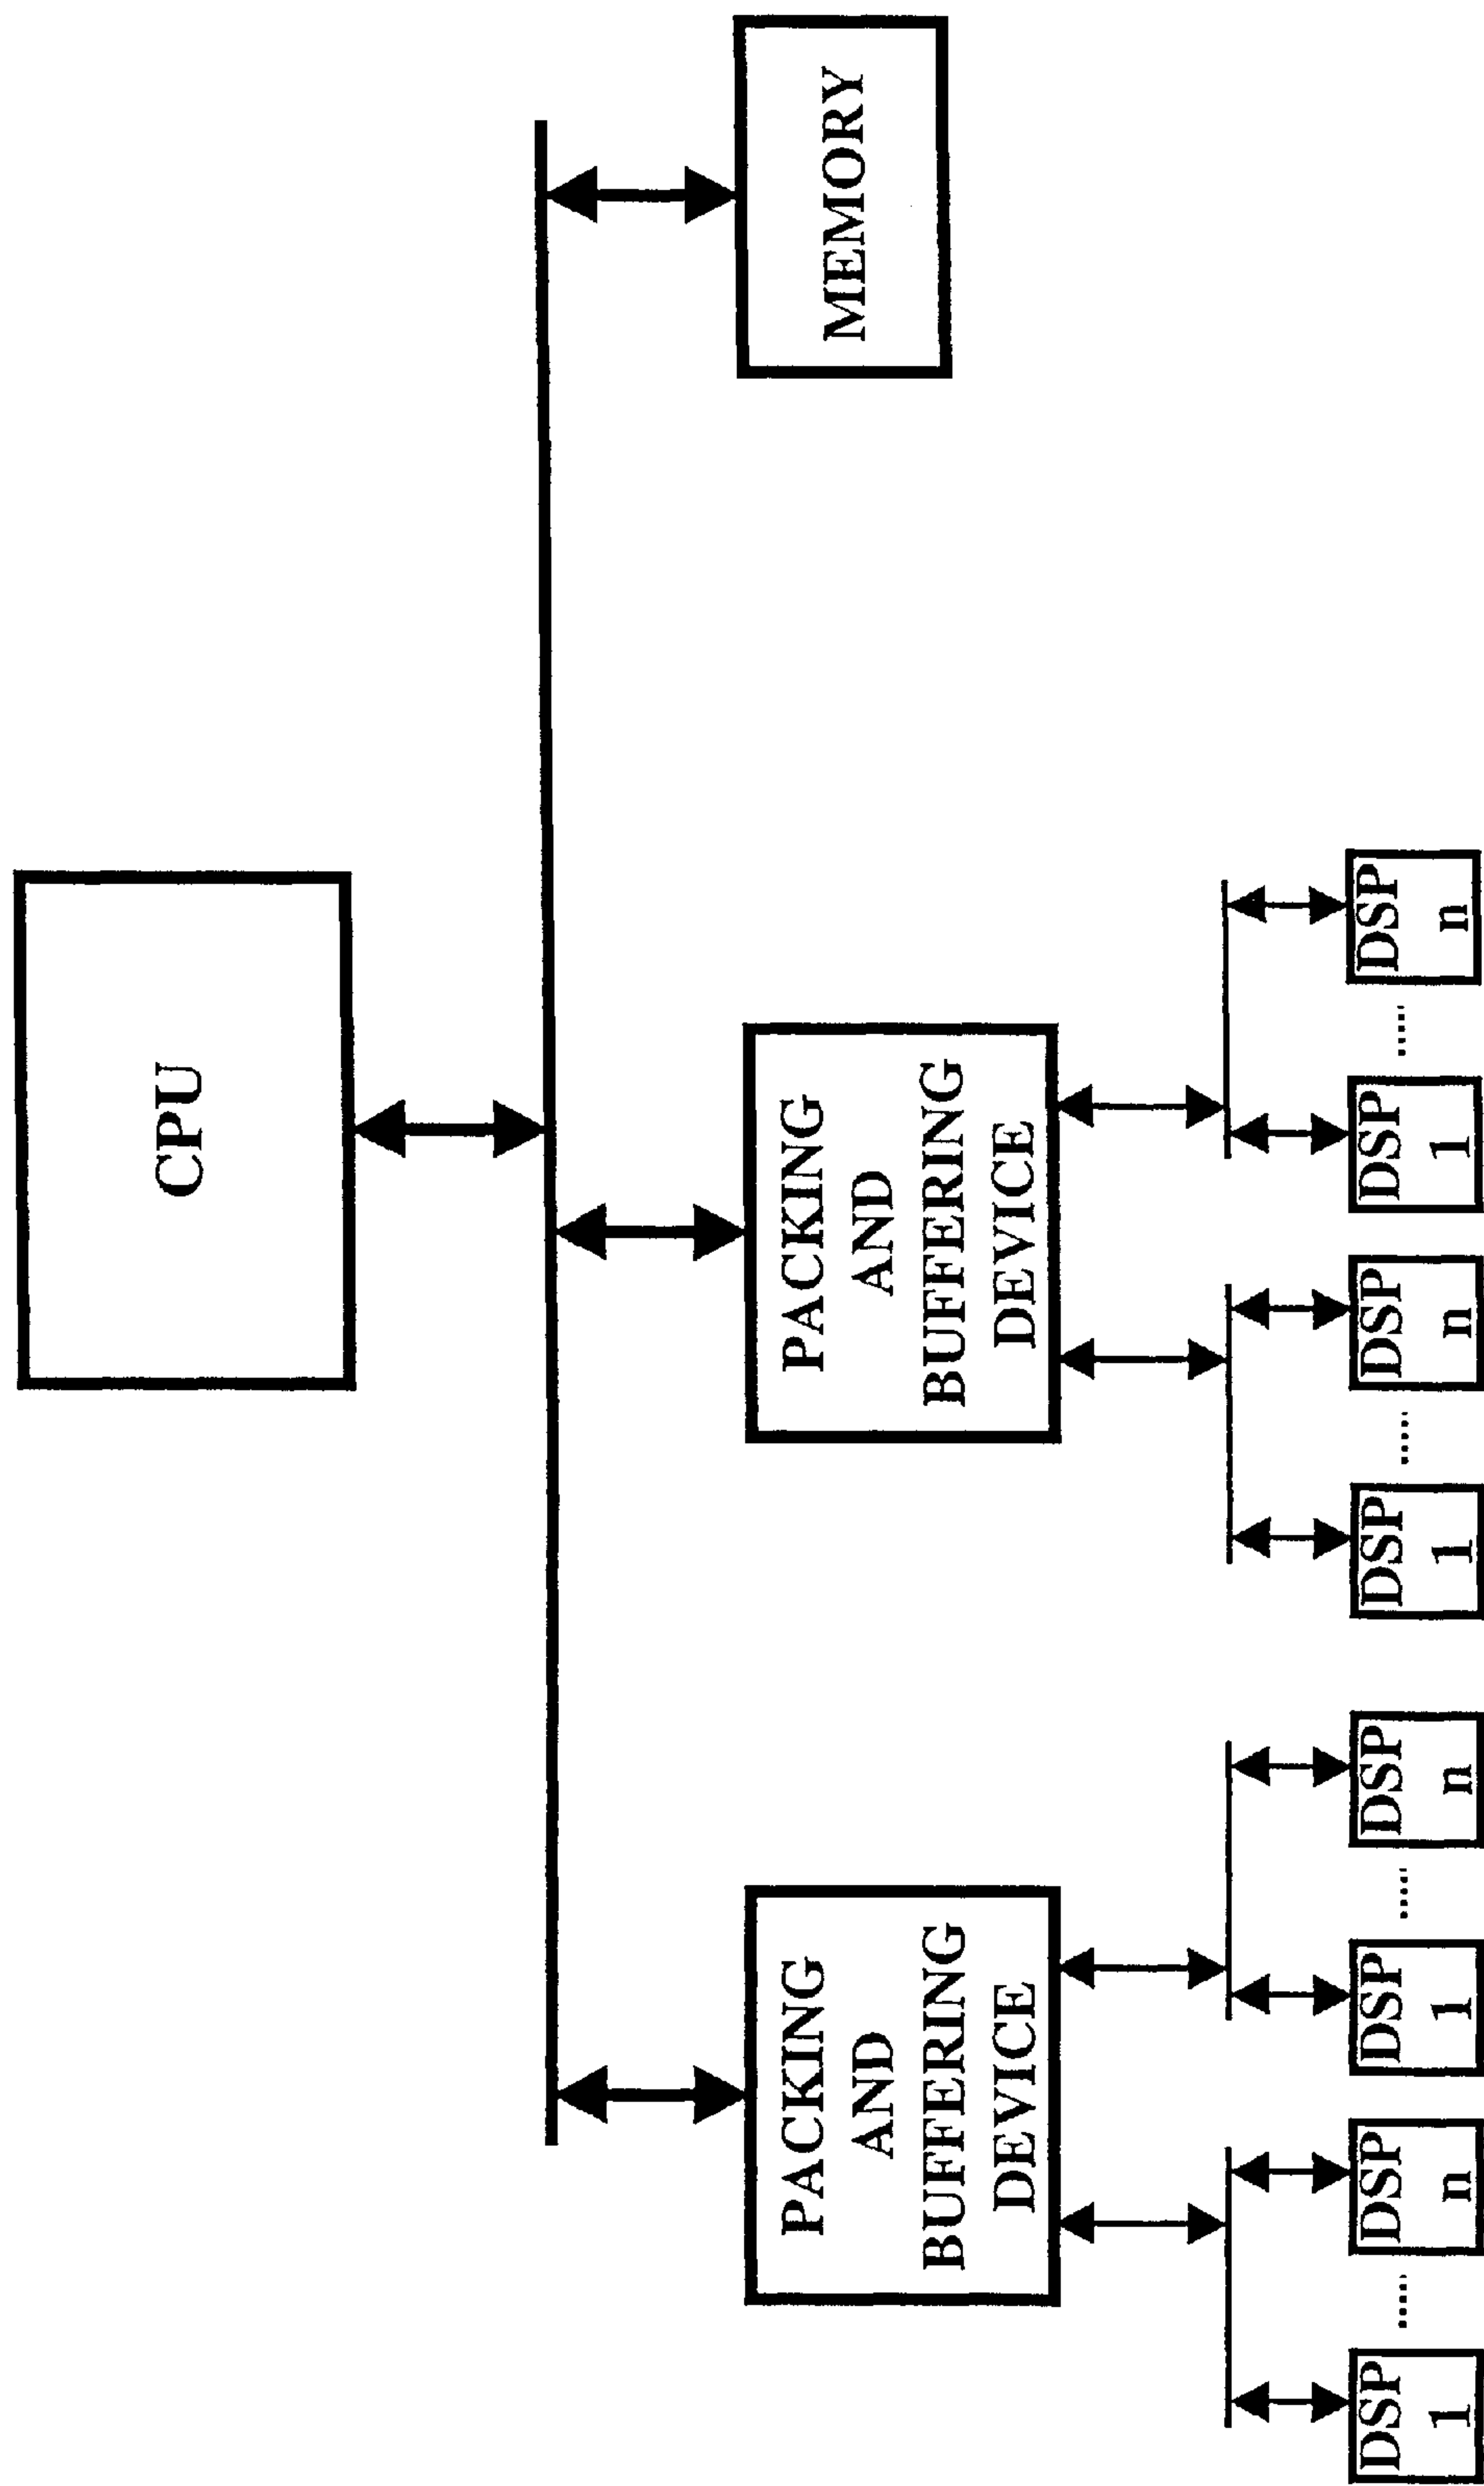 CPU
PACKING
AND
BUFFERING
DEVICE
PACKING
AND
BUFFERING
DEVICE
MEMORY
DSP
1
.....
DSP
n
DSP
1
.....
DSP
n
DSP
1
.....
DSP
n
DSP
1
.....
DSP
n